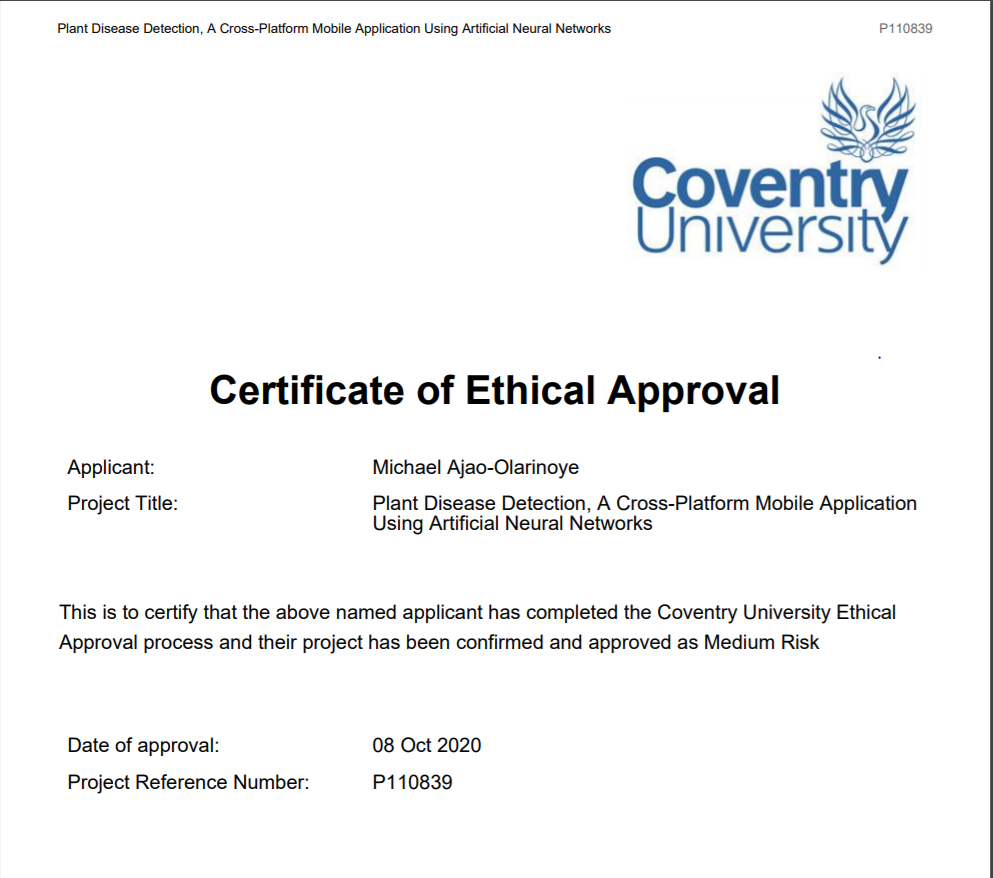 Plant Disease Detection, A Cross-Platform Mobile Application Using Artificial Neural Networks P110839
Coventry
University
Certificate of Ethical Approval
Applicant: Michael Ajao-Olarinoye
Project Title: Plant Disease Detection, A Cross-Platform Mobile Application
Using Artificial Neural Networks
This is to certify that the above named applicant has completed the Coventry University Ethical
Approval process and their project has been confirmed and approved as Medium Risk
Date of approval: 08 Oct 2020
Project Reference Number: P110839